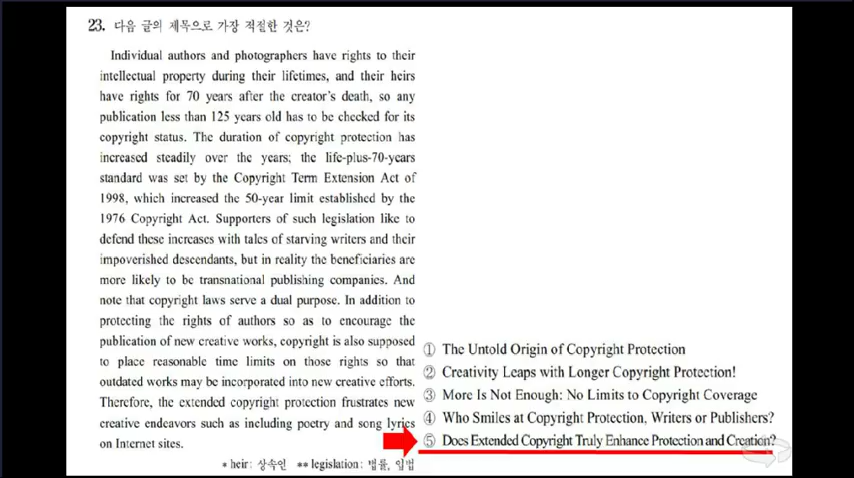 23. 다음 글의 제목으로 가장 적절한 것은?
Individual authors and photographers have rights to their
intellectual property during their lifetimes, and their heirs
have rights for 70 years after the creator's death, so any
publication less than 125 years old has to be checked for its
copyright status. The duration of copyright protection has
increased steadily over the years; the life-plus-70-years
standard was set by the Copyright Term Extension Act of
1998, which increased the 50-year limit established by the
1976 Copyright Act. Supporters of such legislation like to
defend these increases with tales of starving writers and their
impoverished descendants, but in reality the beneficiaries are
more likely to be transnational publishing companies. And
note that copyright laws serve a dual purpose. In addition to
protecting the rights of authors so as to encourage the
publication of new creative works, copyright is also supposed
to place reasonable time limits on those rights so that
outdated works may be incorporated into new creative efforts.
Therefore, the extended copyright protection frustrates new
creative endeavors such as including poetry and song lyrics
on Internet sites.
* heir: 상속인 ** legislation: 법률, 입법
① The Untold Origin of Copyright Protection
② Creativity Leaps with Longer Copyright Protection!
③ More Is Not Enough: No Limits to Copyright Coverage
④ Who Smiles at Copyright Protection, Writers or Publishers?
⑤ Does Extended Copyright Truly Enhance Protection and Creation?